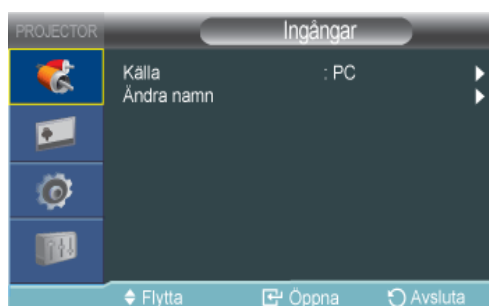 PROJECTOR Ingångar
Källa : PC
Ändra namn
Flytta Öppna Avsluta